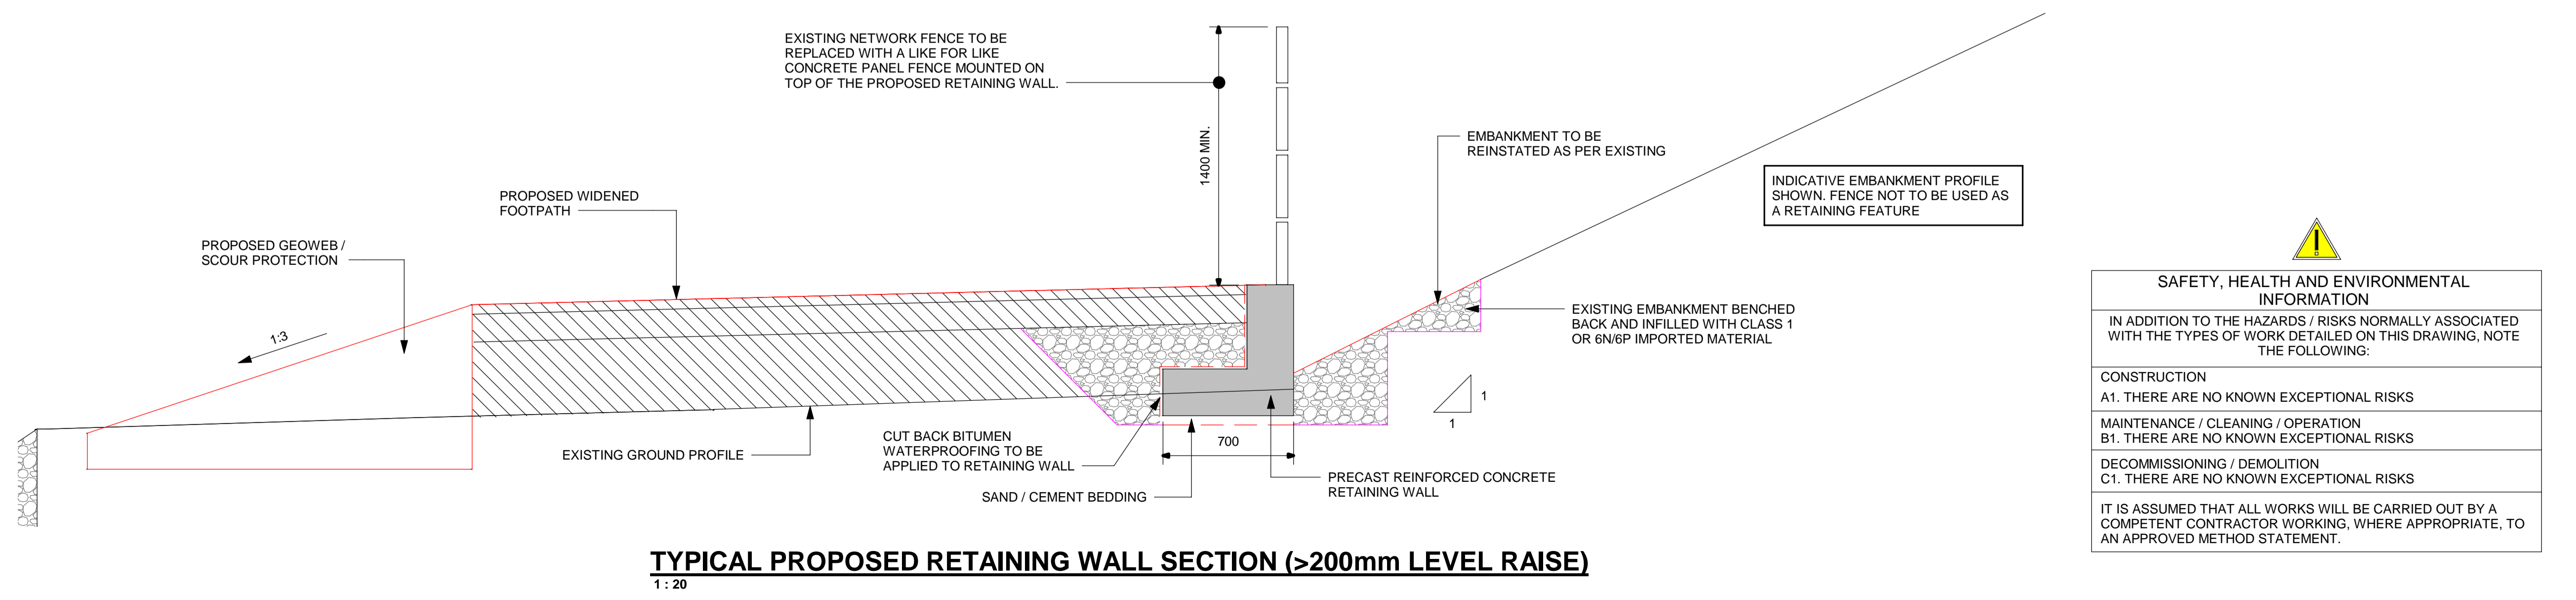 EXISTING NETWORK FENCE TO BE
REPLACED WITH A LIKE FOR LIKE
CONCRETE PANEL FENCE MOUNTED ON
TOP OF THE PROPOSED RETAINING WALL.
1400 MIN.
EMBANKMENT TO BE
REINSTATED AS PER EXISTING
INDICATIVE EMBANKMENT PROFILE
SHOWN. FENCE NOT TO BE USED AS
A RETAINING FEATURE
PROPOSED WIDENED
FOOTPATH
PROPOSED GEOWEB /
SCOUR PROTECTION
1:3
EXISTING EMBANKMENT BENCHED
BACK AND INFILLED WITH CLASS 1
OR 6N/6P IMPORTED MATERIAL
1
1
CUT BACK BITUMEN
WATERPROOFING TO BE
APPLIED TO RETAINING WALL
700
EXISTING GROUND PROFILE
SAND / CEMENT BEDDING
PRECAST REINFORCED CONCRETE
RETAINING WALL
TYPICAL PROPOSED RETAINING WALL SECTION (>200mm LEVEL RAISE)
1 : 20
!
SAFETY, HEALTH AND ENVIRONMENTAL
INFORMATION
IN ADDITION TO THE HAZARDS / RISKS NORMALLY ASSOCIATED
WITH THE TYPES OF WORK DETAILED ON THIS DRAWING, NOTE
THE FOLLOWING:
CONSTRUCTION
A1. THERE ARE NO KNOWN EXCEPTIONAL RISKS
MAINTENANCE / CLEANING / OPERATION
B1. THERE ARE NO KNOWN EXCEPTIONAL RISKS
DECOMMISSIONING / DEMOLITION
C1. THERE ARE NO KNOWN EXCEPTIONAL RISKS
IT IS ASSUMED THAT ALL WORKS WILL BE CARRIED OUT BY A
COMPETENT CONTRACTOR WORKING, WHERE APPROPRIATE, TO
AN APPROVED METHOD STATEMENT.